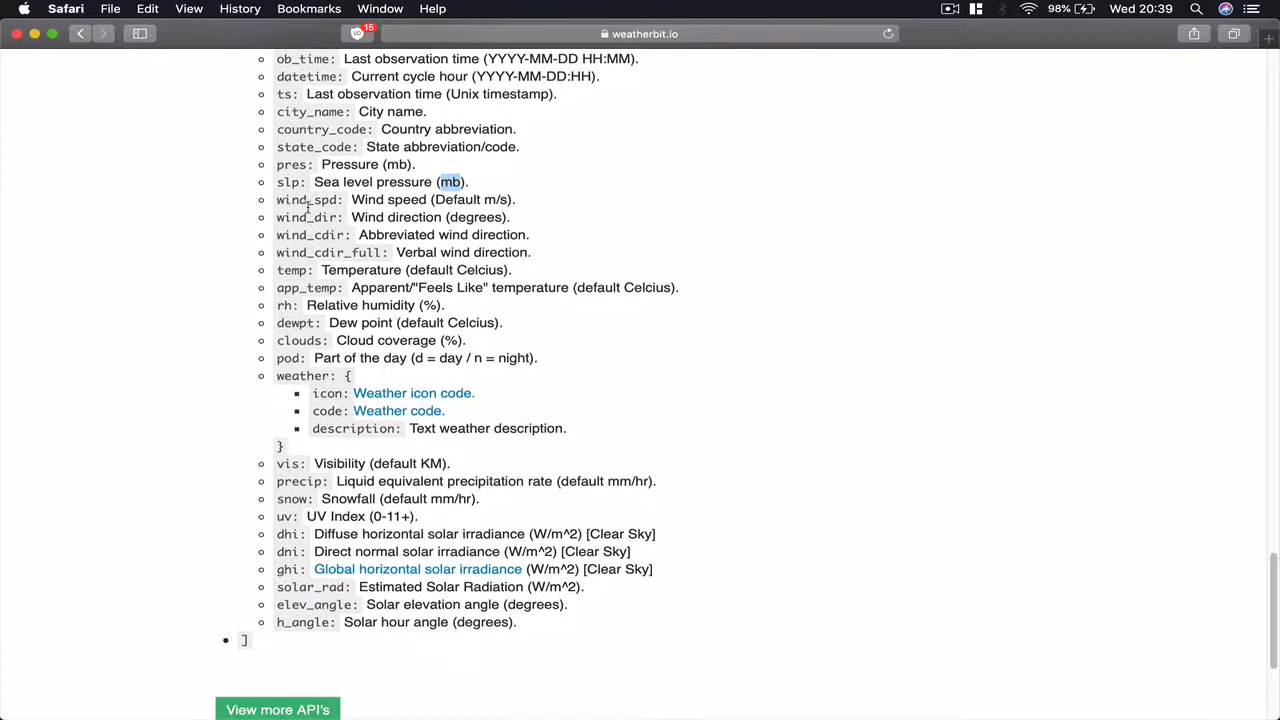 Safari File Edit View History Bookmarks Window Help 98% Wed 20:39
15 weatherbit.io
ob_time: Last observation time (YYYY-MM-DD HH:MM).
datetime: Current cycle hour (YYYY-MM-DD:HH).
ts: Last observation time (Unix timestamp).
city_name: City name.
country_code: Country abbreviation.
state_code: State abbreviation/code.
pres: Pressure (mb).
slp: Sea level pressure (mb).
wind_spd: Wind speed (Default m/s).
wind_dir: Wind direction (degrees).
wind_cdir: Abbreviated wind direction.
wind_cdir_full: Verbal wind direction.
temp: Temperature (default Celcius).
app_temp: Apparent/"Feels Like" temperature (default Celcius).
rh: Relative humidity (%).
dewpt: Dew point (default Celcius).
clouds: Cloud coverage (%).
pod: Part of the day (d = day / n = night).
weather: {
icon: Weather icon code.
code: Weather code.
description: Text weather description.
}
vis: Visibility (default KM).
precip: Liquid equivalent precipitation rate (default mm/hr).
snow: Snowfall (default mm/hr).
uv: UV Index (0-11+).
dhi: Diffuse horizontal solar irradiance (W/m^2) [Clear Sky]
dni: Direct normal solar irradiance (W/m^2) [Clear Sky]
ghi: Global horizontal solar irradiance (W/m^2) [Clear Sky]
solar_rad: Estimated Solar Radiation (W/m^2).
elev_angle: Solar elevation angle (degrees).
h_angle: Solar hour angle (degrees).
]
View more API's